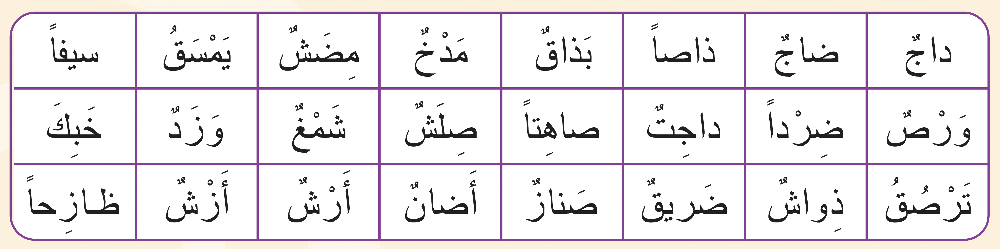 داجٌ ضاجٌ ذاصاً بَذاقٌ مَدْخٌ مِضَشٌ يَمْسَقُ سيفاً
وَرْصٌ ضِرْداً داجِتٌ صاهِتاً صِلَشٌ شَمْغٌ وَزَدٌ خَبِكَ
تَرْصُقُ ذِواشٌ ضَريقٌ صَنازٌ أَضانٌ أَرْشٌ أَزْشٌ ظازِحاً